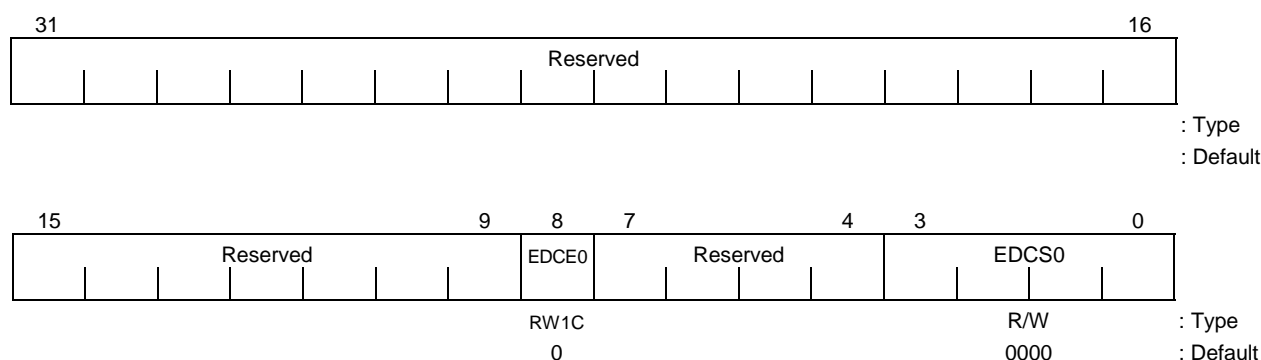 31 16
Reserved
: Type
: Default
15 9 8 7 4 3 0
Reserved EDCE0 Reserved EDCS0
RW1C R/W : Type
0 0000 : Default